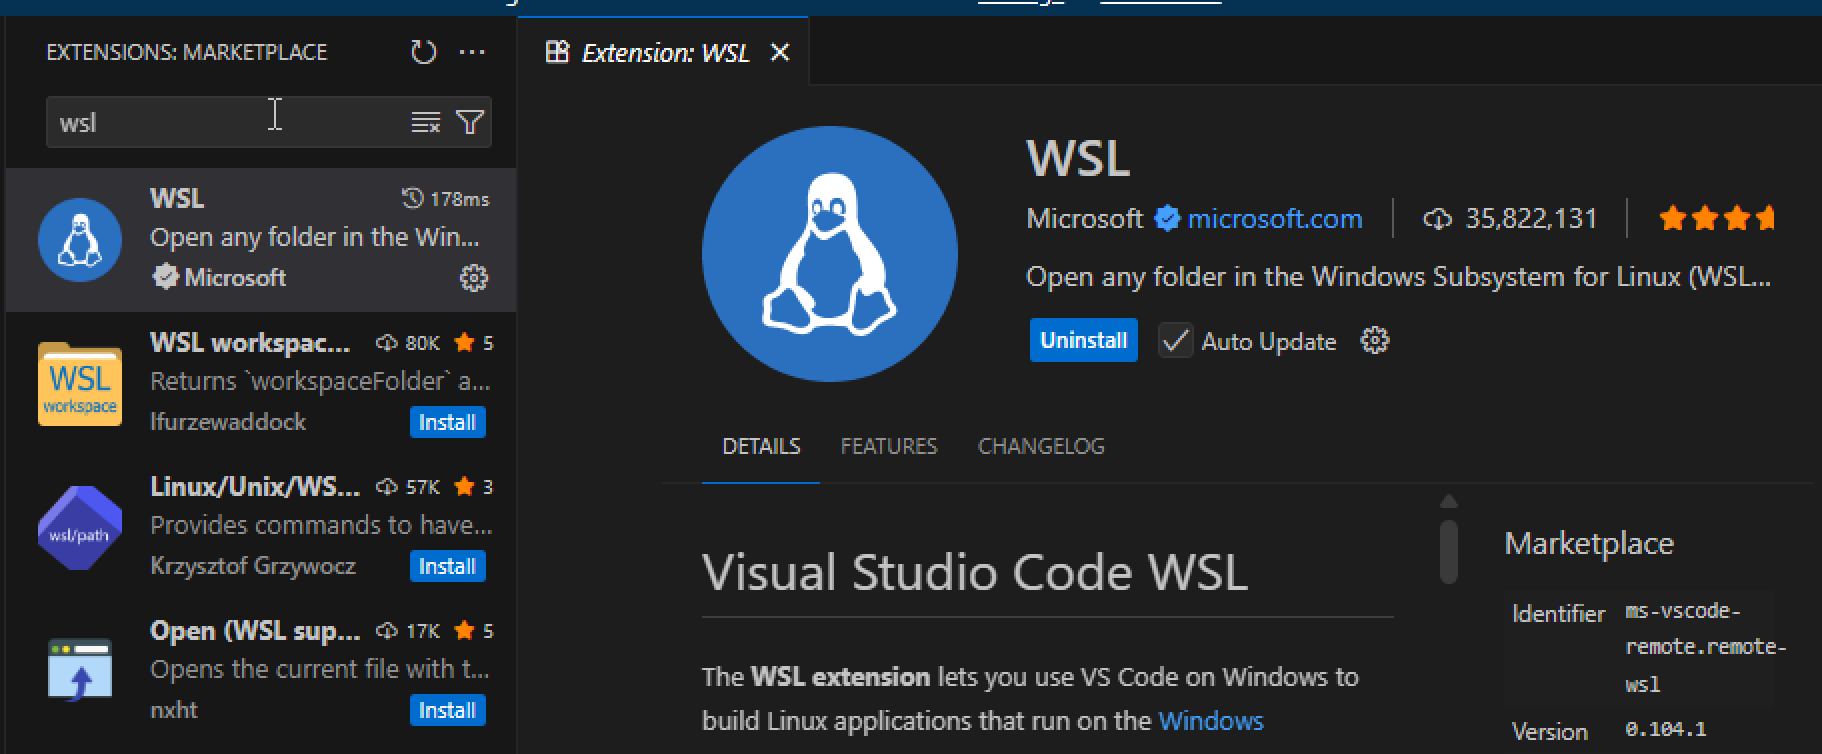 EXTENSIONS: MARKETPLACE
wsl
WSL 178ms
Open any folder in the Win...
Microsoft
WSL
workspace
WSL workspac... 80K 5
Returns `workspaceFolder` a...
lfurzewaddock Install
wsl/path
Linux/Unix/WS... 57K 3
Provides commands to have...
Krzysztof Grzywocz Install
Open (WSL sup... 17K 5
Opens the current file with t...
nxht Install
Extension: WSL
WSL
Microsoft microsoft.com 35,822,131
Open any folder in the Windows Subsystem for Linux (WSL...
Uninstall Auto Update
DETAILS FEATURES CHANGELOG
Visual Studio Code WSL
The WSL extension lets you use VS Code on Windows to
build Linux applications that run on the Windows
Marketplace
Identifier ms-vscode-
remote.remote-
wsl
Version 0.104.1